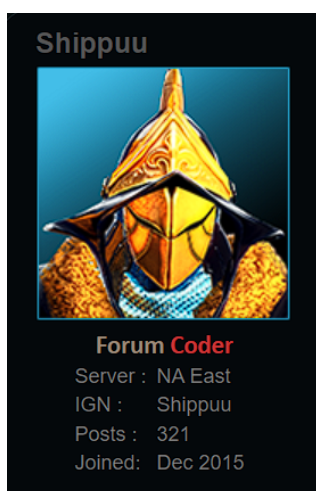 Shippuu
Forum Coder
Server : NA East
IGN : Shippuu
Posts : 321
Joined: Dec 2015